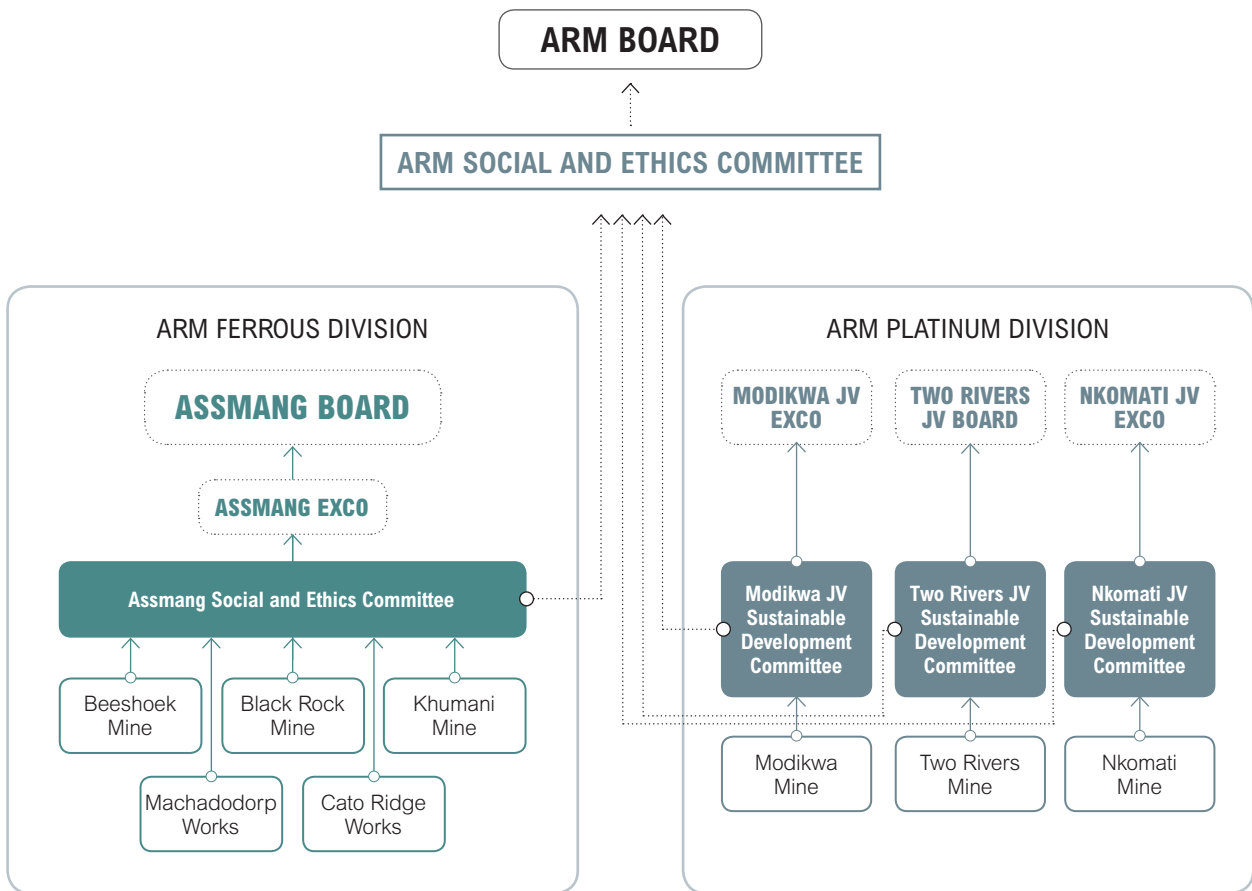 ARM BOARD
ARM SOCIAL AND ETHICS COMMITTEE
ARM FERROUS DIVISION
ASSMANG BOARD
ASSMANG EXCO
Assmang Social and Ethics Committee
Beeshoek
Mine
Black Rock
Mine
Khumani
Mine
Machadodorp
Works
Cato Ridge
Works
ARM PLATINUM DIVISION
MODIKWA JV
EXCO
TWO RIVERS
JV BOARD
NKOMATI JV
EXCO
Modikwa JV
Sustainable
Development
Committee
Two Rivers JV
Sustainable
Development
Committee
Nkomati JV
Sustainable
Development
Committee
Modikwa
Mine
Two Rivers
Mine
Nkomati
Mine